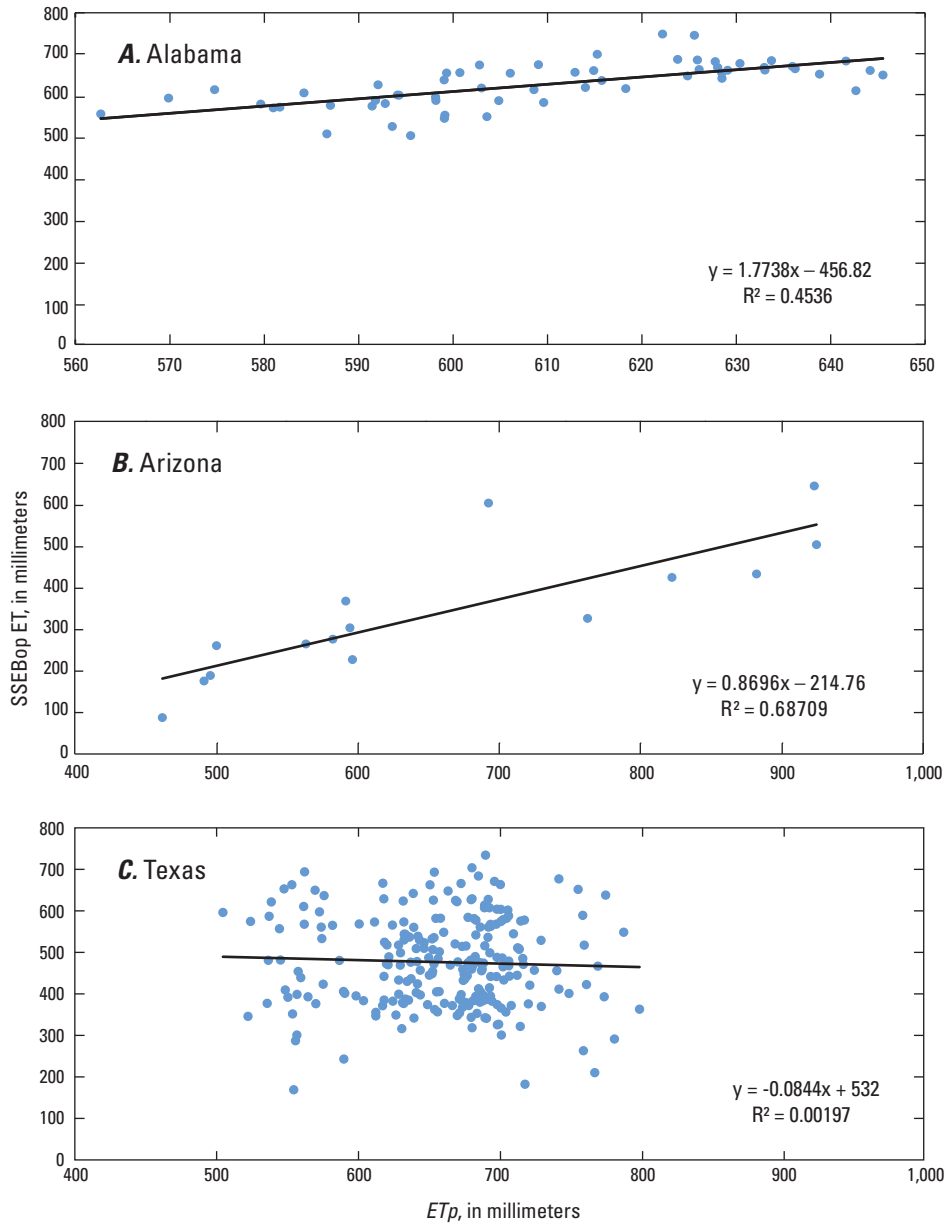 800
700
600
500
400
300
200
100
0
A. Alabama
y = 1.7738x – 456.82
R² = 0.4536
560 570 580 590 600 610 620 630 640 650
SSEBop ET, in millimeters
800
700
600
500
400
300
200
100
0
B. Arizona
y = 0.8696x – 214.76
R² = 0.68709
400 500 600 700 800 900 1,000
800
700
600
500
400
300
200
100
0
C. Texas
y = -0.0844x + 532
R² = 0.00197
400 500 600 700 800 900 1,000
ETp, in millimeters